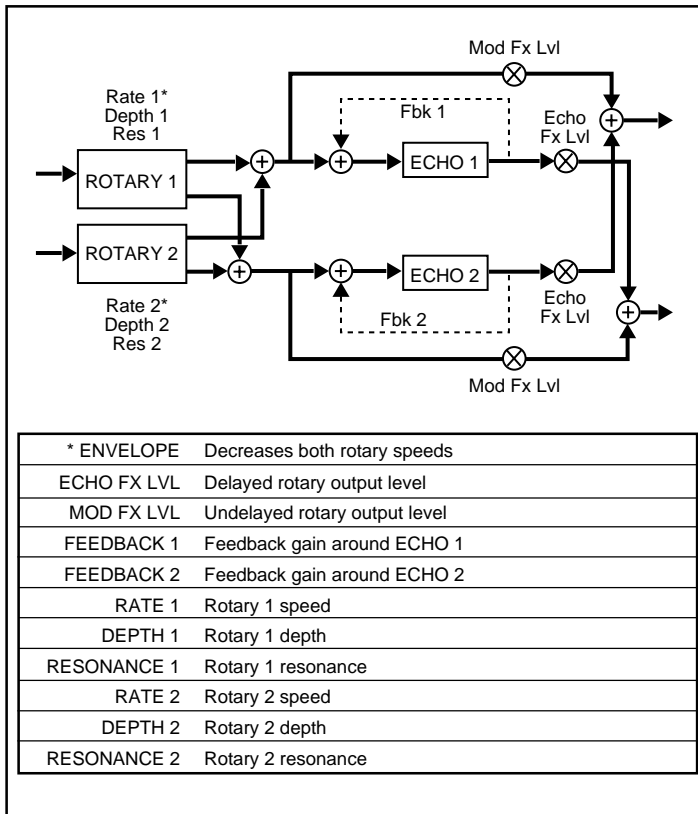 Mod Fx Lvl
Rate 1*
Depth 1
Res 1
Fbk 1
Echo
Fx Lvl
ROTARY 1
ECHO 1
ROTARY 2
ECHO 2
Rate 2*
Depth 2
Res 2
Fbk 2
Echo
Fx Lvl
Mod Fx Lvl
* ENVELOPE Decreases both rotary speeds
ECHO FX LVL Delayed rotary output level
MOD FX LVL Undelayed rotary output level
FEEDBACK 1 Feedback gain around ECHO 1
FEEDBACK 2 Feedback gain around ECHO 2
RATE 1 Rotary 1 speed
DEPTH 1 Rotary 1 depth
RESONANCE 1 Rotary 1 resonance
RATE 2 Rotary 2 speed
DEPTH 2 Rotary 2 depth
RESONANCE 2 Rotary 2 resonance